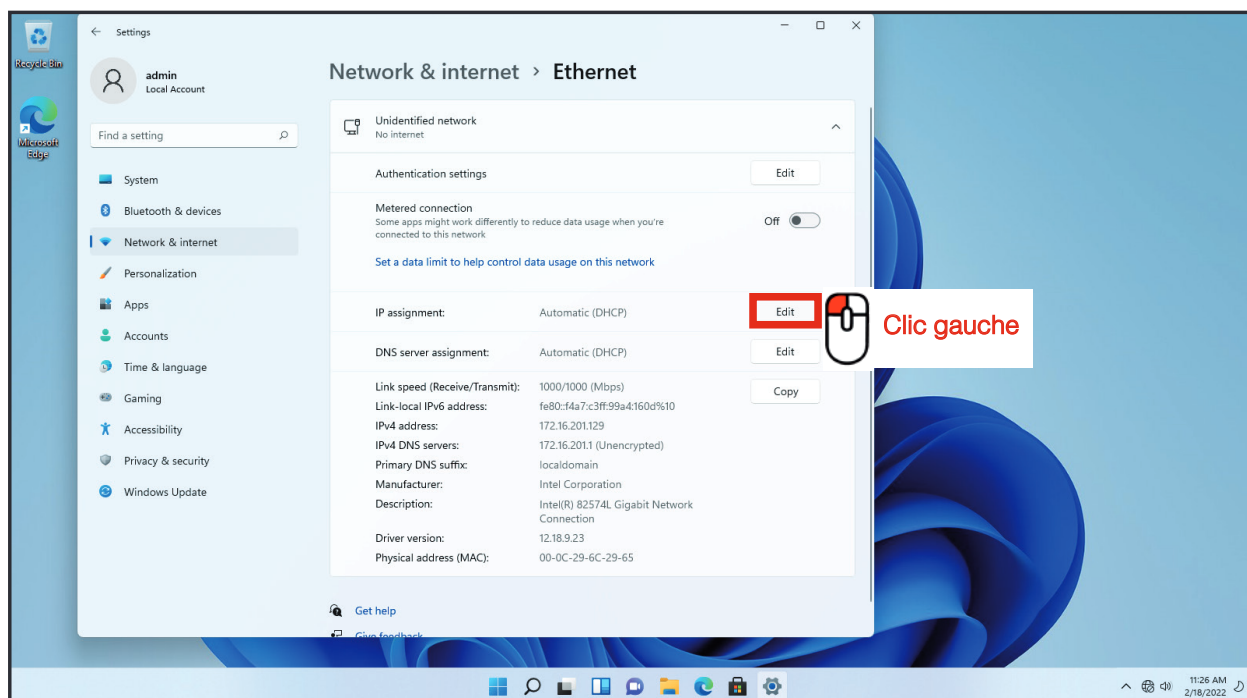 Recycle Bin
Microsoft
Edge
Settings
admin
Local Account
Find a setting
System
Bluetooth & devices
Network & internet
Personalization
Apps
Accounts
Time & language
Gaming
Accessibility
Privacy & security
Windows Update
Network & internet › Ethernet
Unidentified network
No internet
Authentication settings Edit
Metered connection
Some apps might work differently to reduce data usage when you're
connected to this network
Off
Set a data limit to help control data usage on this network
IP assignment: Automatic (DHCP) Edit
Clic gauche
DNS server assignment: Automatic (DHCP) Edit
Link speed (Receive/Transmit): 1000/1000 (Mbps) Copy
Link-local IPv6 address: fe80::f4a7:c3ff:99a4:160d%10
IPv4 address: 172.16.201.129
IPv4 DNS servers: 172.16.201.1 (Unencrypted)
Primary DNS suffix: localdomain
Manufacturer: Intel Corporation
Description: Intel(R) 82574L Gigabit Network
Connection
Driver version: 12.18.9.23
Physical address (MAC): 00-0C-29-6C-29-65
Get help
Give feedback
11:26 AM
2/18/2022